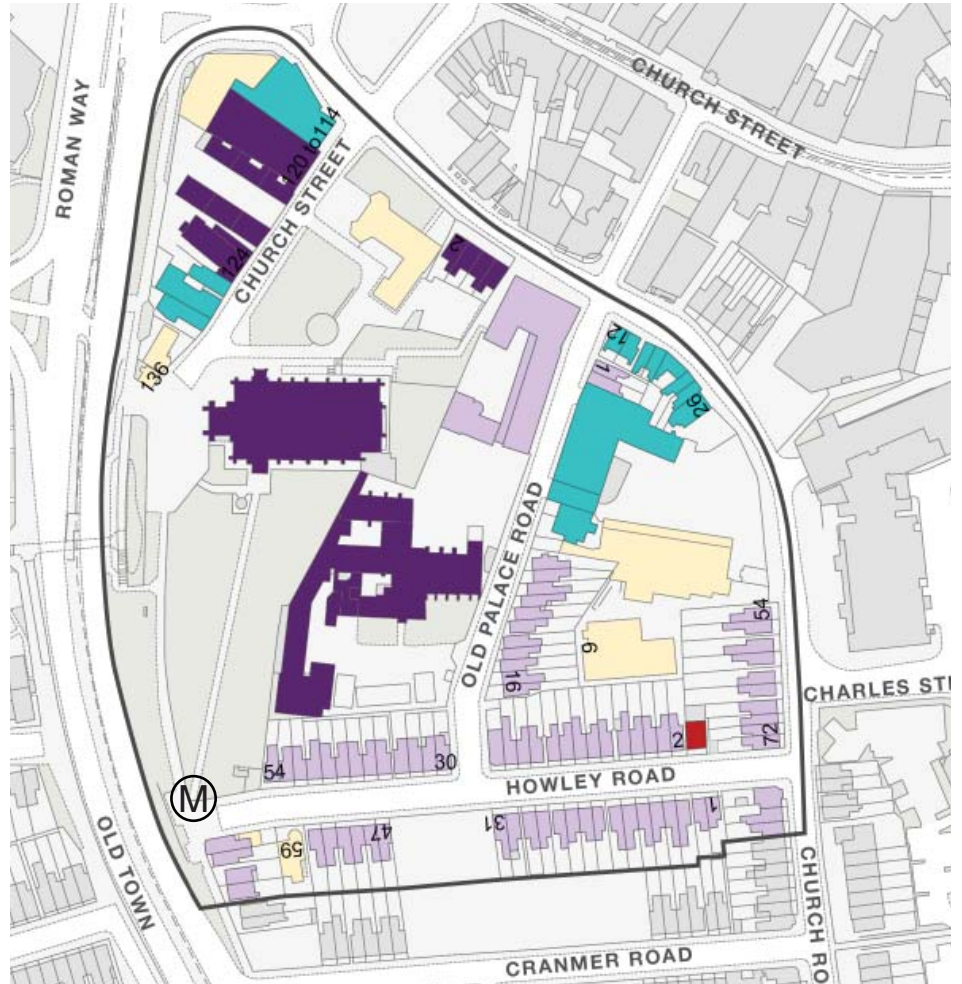 CHURCH STREET
ROMAN WAY
120 to 114
CHURCH STREET
124
2
136
12
1
26
OLD PALACE ROAD
54
9
16
CHARLES ST
2
72
54
30
HOWLEY ROAD
M
31
1
47
59
OLD TOWN
CHURCH RO
CRANMER ROAD